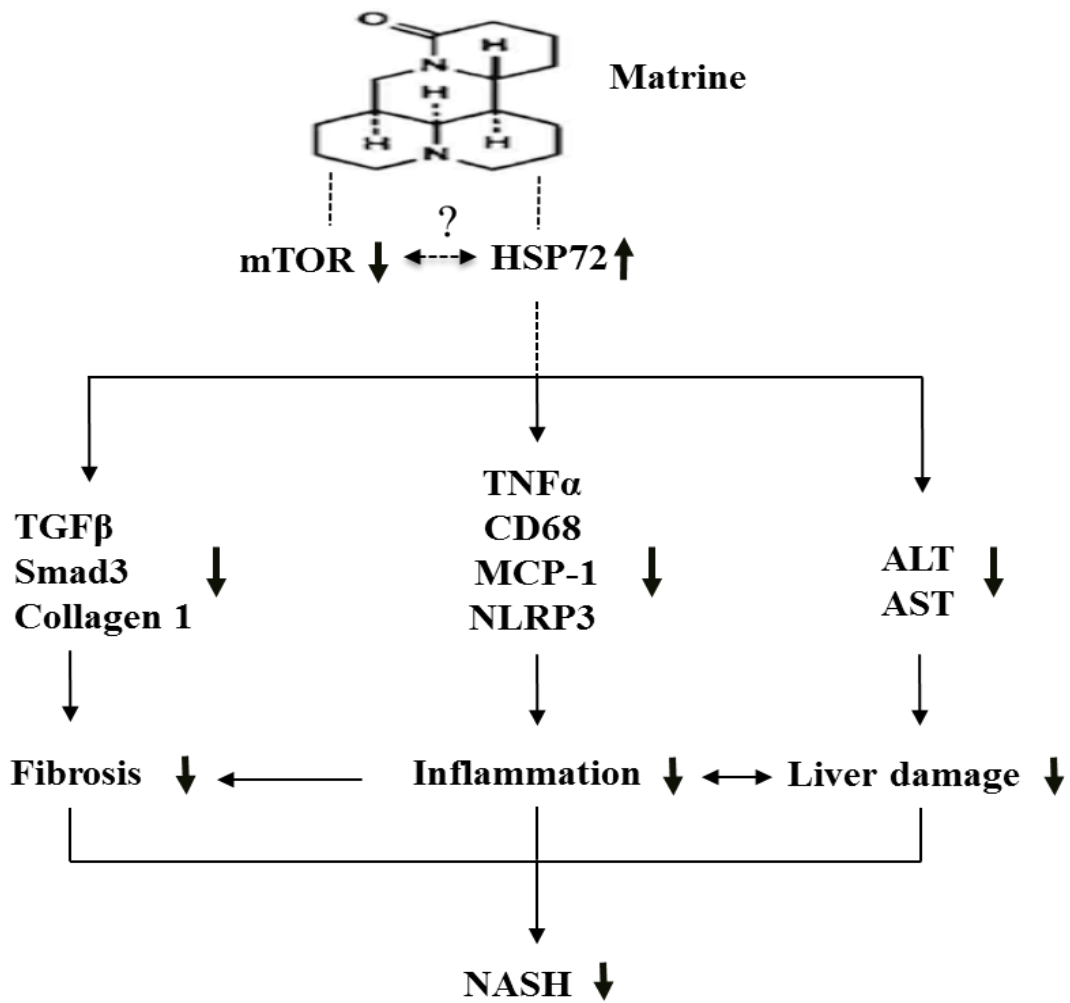 O
H
N
Matrine
H
H
H
N
?
mTOR ↓ HSP72 ↑
TGFβ
Smad3
Collagen 1
TNFα
CD68
MCP-1
NLRP3
ALT
AST
Fibrosis ↓ Inflammation ↓ Liver damage ↓
NASH ↓